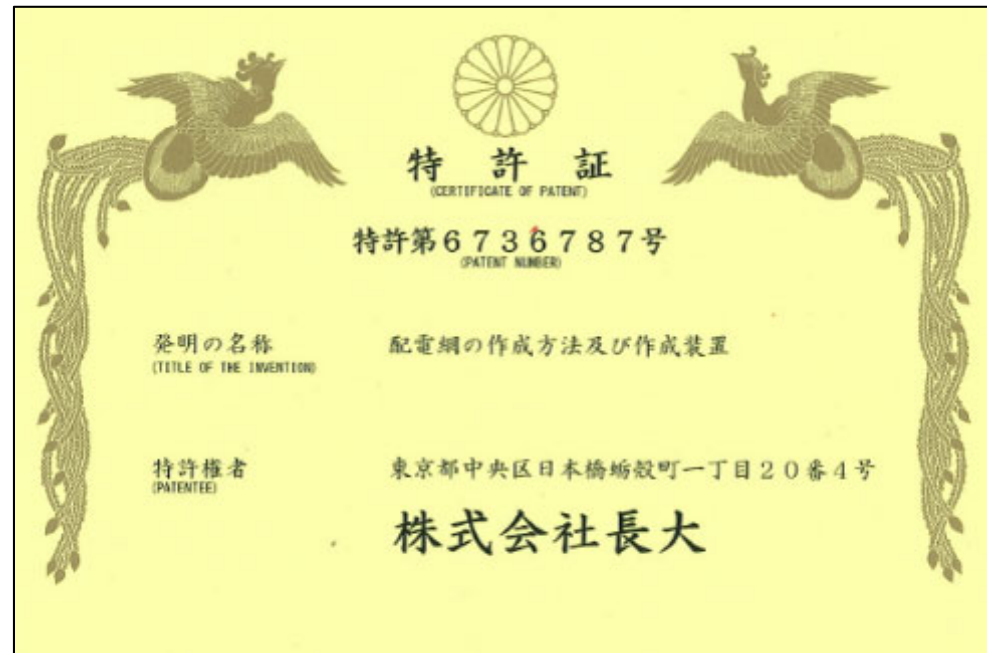 特許証
(CERTIFICATE OF PATENT)
特許第6736787号
(PATENT NUMBER)
発明の名称 配電網の作成方法及び作成装置
(TITLE OF THE INVENTION)
特許権者 東京都中央区日本橋蛎殻町一丁目20番4号
(PATENTEE)
株式会社長大